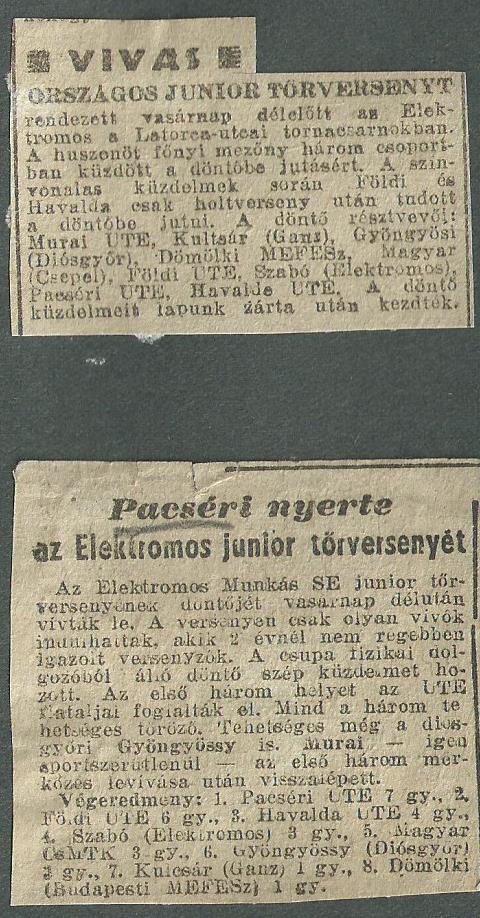 VIVAS
ORSZÁGOS JUNIOR TŐRVERSENYT
rendezett vasárnap délelőtt az Elek-
tromos a Latorca-utcai tornacsarnokban.
A huszonöt főnyi mezőny három csoport-
ban küzdött a döntőbe jutásért. A szín-
vonalas küzdelmek során Földi és
Havalda csak holtverseny után tudott
a döntőbe jutni. A döntő résztvevői:
Murai UTE, Kultsár (Ganz), Gyöngyösi
(Diósgyőr), Dömölki MEFESz, Magyar
(Csepel), Földi UTE, Szabó (Elektromos),
Pacséri UTE, Havalde UTE. A döntő
küzdelmeit lapunk zárta után kezdték.
Pacséri nyerte
az Elektromos junior tőrversenyét
Az Elektromos Munkás SE junior tőr-
versenyének döntőjét vasárnap délután
vívták le. A versenyen csak olyan vívók
indulhattak, akik 2 évnél nem régebben
igazolt versenyzők. A csupa fizikai dol-
gozóból álló döntő szép küzdelmet ho-
zott. Az első három helyet az UTE
fiataljai foglalták el. Mind a három te
hetséges tőröző. Tehetséges még a diós-
győri Gyöngyössy is. Murai — igen
sportszerűtlenül — az első három mér-
kőzés levívása után visszalépett.
Végeredmény: 1. Pacséri UTE 7 gy., 2.
Földi UTE 6 gy., 3. Havalda UTE 4 gy.,
4. Szabó (Elektromos) 3 gy., 5. Magyar
CsMTK 3 gy., 6. Gyöngyössy (Diósgyőr)
3 gy., 7. Kulcsár (Ganz) 1 gy., 8. Dömölki
(Budapesti MEFESz) 1 gy.